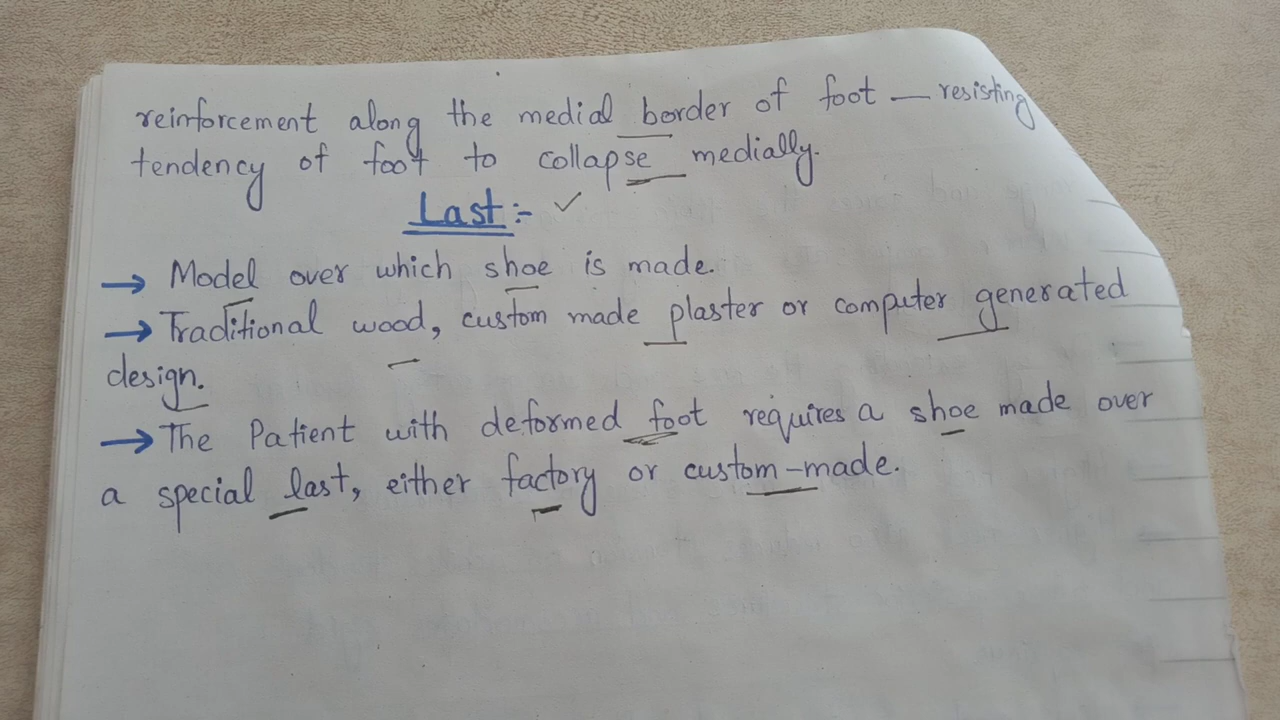 reinforcement along the medial border of foot — resisting
tendency of foot to collapse medially.
Last :-  ✓
→ Model over which shoe is made.
→ Traditional wood, custom made plaster or computer generated
design.
→ The Patient with deformed foot requires a shoe made over
a special last, either factory or custom-made.